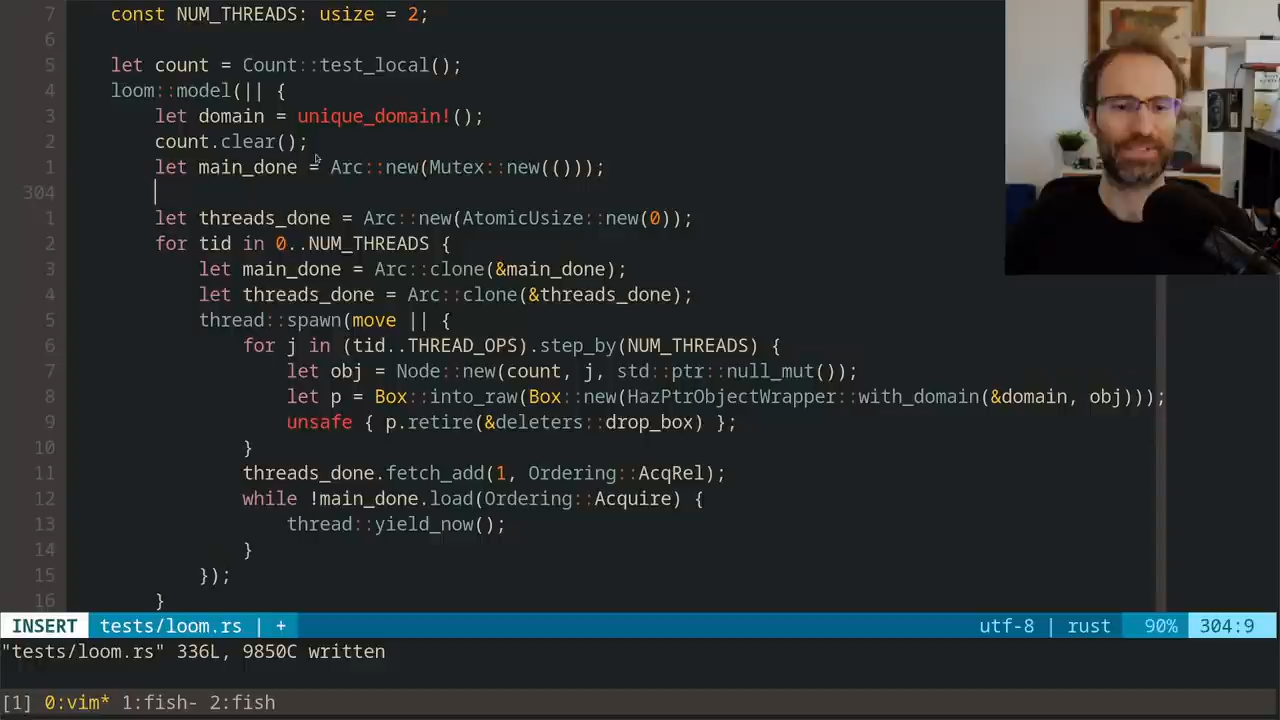 7 const NUM_THREADS: usize = 2;
6
5 let count = Count::test_local();
4 loom::model(|| {
3 let domain = unique_domain!();
2 count.clear();
1 let main_done = Arc::new(Mutex::new(()));
304
1 let threads_done = Arc::new(AtomicUsize::new(0));
2 for tid in 0..NUM_THREADS {
3 let main_done = Arc::clone(&main_done);
4 let threads_done = Arc::clone(&threads_done);
5 thread::spawn(move || {
6 for j in (tid..THREAD_OPS).step_by(NUM_THREADS) {
7 let obj = Node::new(count, j, std::ptr::null_mut());
8 let p = Box::into_raw(Box::new(HazPtrObjectWrapper::with_domain(&domain, obj)));
9 unsafe { p.retire(&deleters::drop_box) };
10 }
11 threads_done.fetch_add(1, Ordering::AcqRel);
12 while !main_done.load(Ordering::Acquire) {
13 thread::yield_now();
14 }
15 });
16 }
INSERT tests/loom.rs | + utf-8 | rust 90% 304:9
"tests/loom.rs" 336L, 9850C written
[1] 0:vim* 1:fish- 2:fish